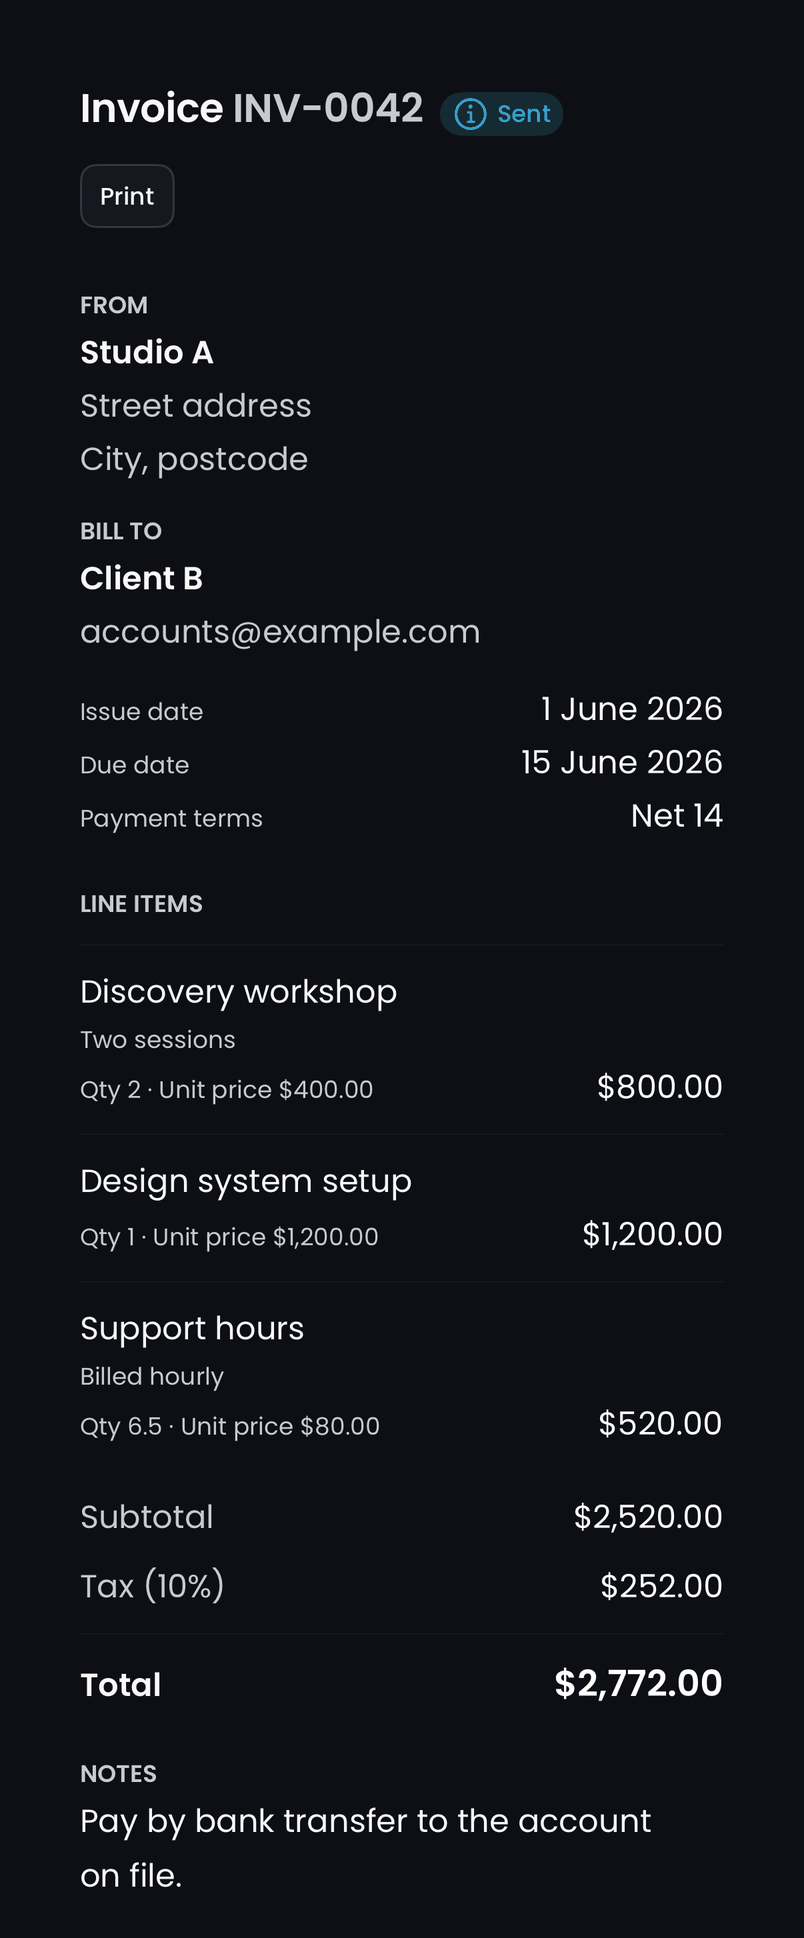 Invoice INV-0042 Sent
Print
FROM
Studio A
Street address
City, postcode
BILL TO
Client B
accounts@example.com
Issue date 1 June 2026
Due date 15 June 2026
Payment terms Net 14
LINE ITEMS
Discovery workshop
Two sessions
Qty 2 · Unit price $400.00 $800.00
Design system setup
Qty 1 · Unit price $1,200.00 $1,200.00
Support hours
Billed hourly
Qty 6.5 · Unit price $80.00 $520.00
Subtotal $2,520.00
Tax (10%) $252.00
Total $2,772.00
NOTES
Pay by bank transfer to the account
on file.